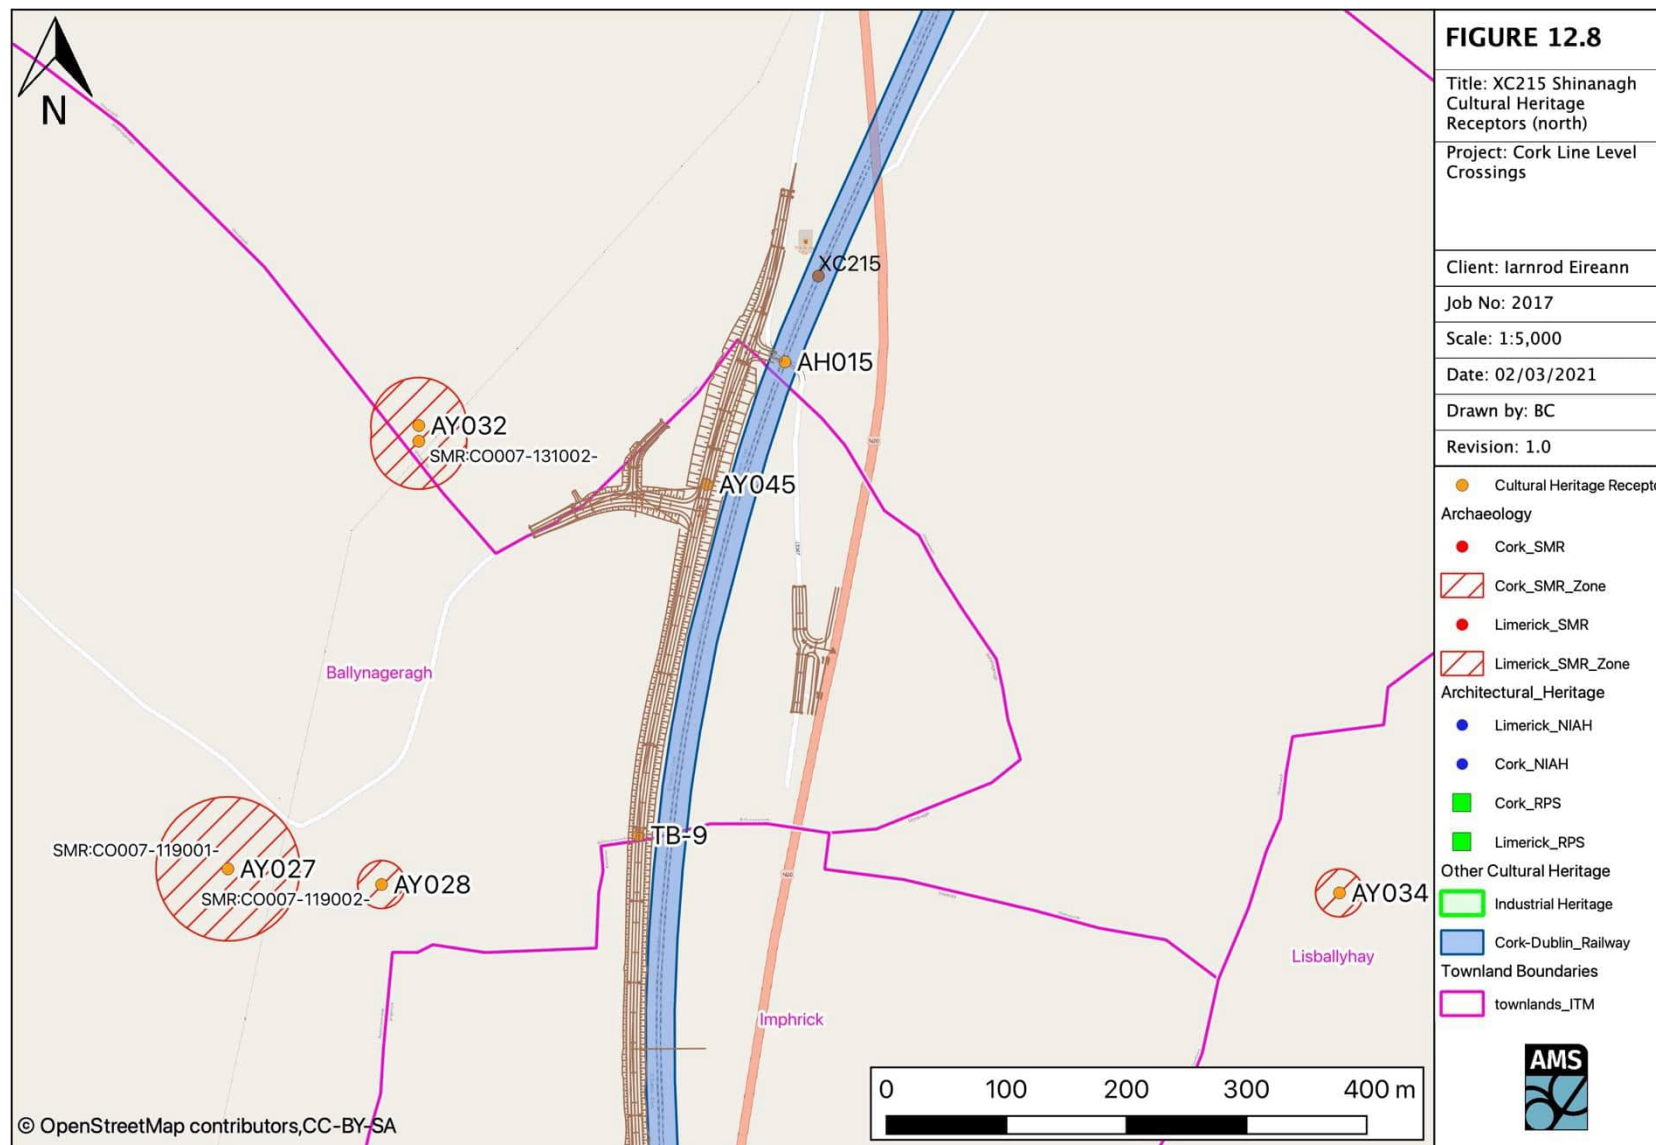 N
XC215
AH015
AY032
SMR:CO007-131002-
AY045
N20
Ballynageragh
TB-9
SMR:CO007-119001-
AY027
SMR:CO007-119002-
AY028
N20
AY034
Lisballyhay
Imphrick
0 100 200 300 400 m
© OpenStreetMap contributors,CC-BY-SA
FIGURE 12.8
Title: XC215 Shinanagh
Cultural Heritage
Receptors (north)
Project: Cork Line Level
Crossings
Client: Iarnrod Eireann
Job No: 2017
Scale: 1:5,000
Date: 02/03/2021
Drawn by: BC
Revision: 1.0
Cultural Heritage Recepto
Archaeology
Cork_SMR
Cork_SMR_Zone
Limerick_SMR
Limerick_SMR_Zone
Architectural_Heritage
Limerick_NIAH
Cork_NIAH
Cork_RPS
Limerick_RPS
Other Cultural Heritage
Industrial Heritage
Cork-Dublin_Railway
Townland Boundaries
townlands_ITM
AMS